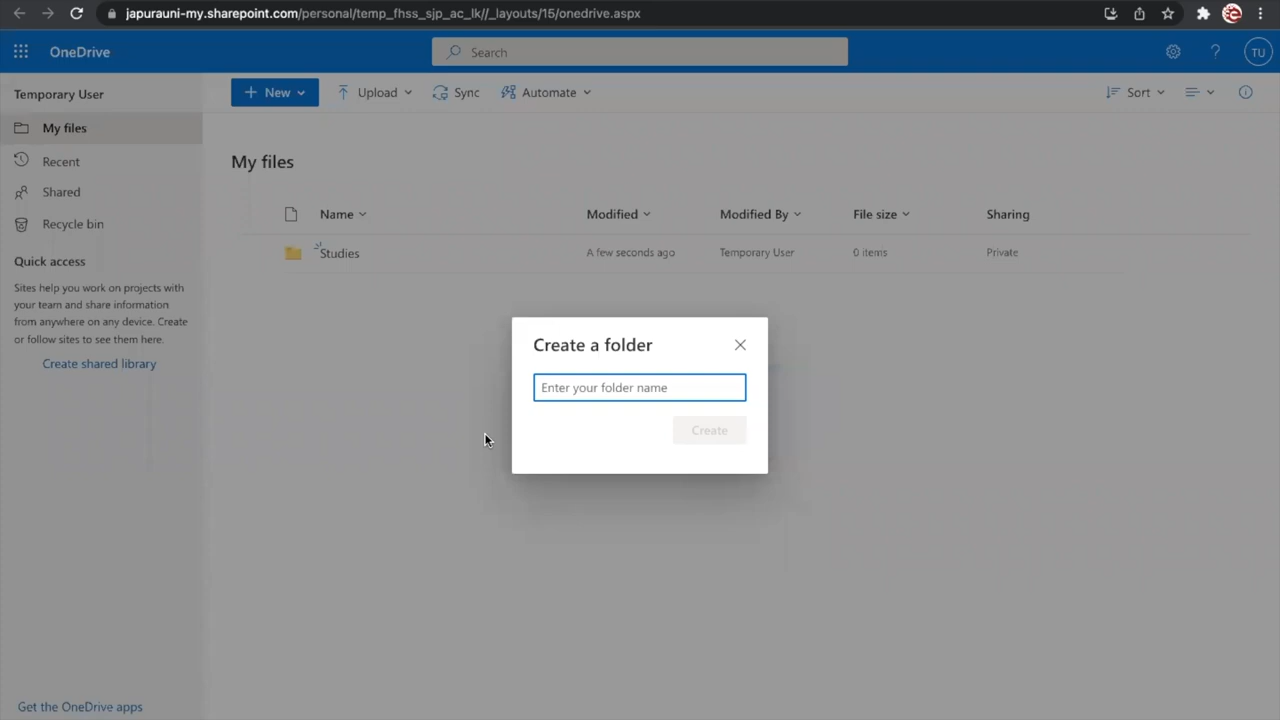 japurauni-my.sharepoint.com/personal/temp_fhss_sjp_ac_lk//_layouts/15/onedrive.aspx
OneDrive
Search
TU
Temporary User
New
Upload
Sync
Automate
Sort
My files
Recent
Shared
Recycle bin
Quick access
Sites help you work on projects with
your team and share information
from anywhere on any device. Create
or follow sites to see them here.
Create shared library
Get the OneDrive apps
My files
Name Modified Modified By File size Sharing
Studies A few seconds ago Temporary User 0 items Private
Create a folder
Enter your folder name
Create